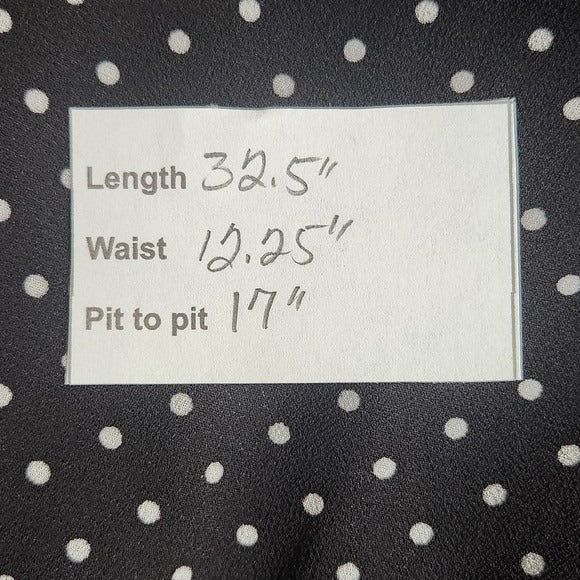 Length 32.5"
Waist 12.25"
Pit to pit 17"